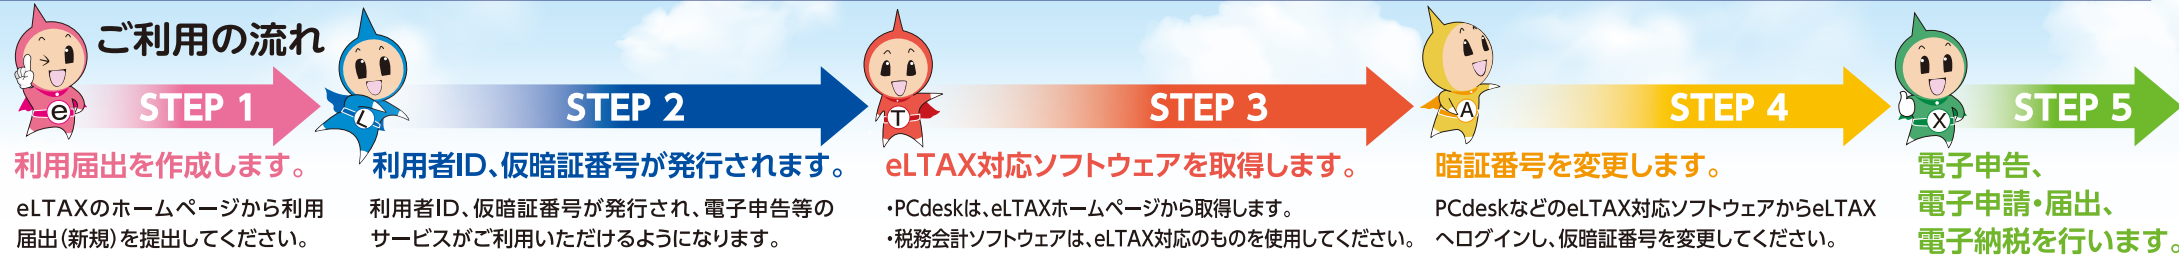 ご利用の流れ
e
STEP 1
利用届出を作成します。
eLTAXのホームページから利用
届出(新規)を提出してください。
L
STEP 2
利用者ID、仮暗証番号が発行されます。
利用者ID、仮暗証番号が発行され、電子申告等の
サービスがご利用いただけるようになります。
T
STEP 3
eLTAX対応ソフトウェアを取得します。
・PCdeskは、eLTAXホームページから取得します。
・税務会計ソフトウェアは、eLTAX対応のものを使用してください。
A
STEP 4
暗証番号を変更します。
PCdeskなどのeLTAX対応ソフトウェアからeLTAX
へログインし、仮暗証番号を変更してください。
X
STEP 5
電子申告、
電子申請・届出、
電子納税を行います。